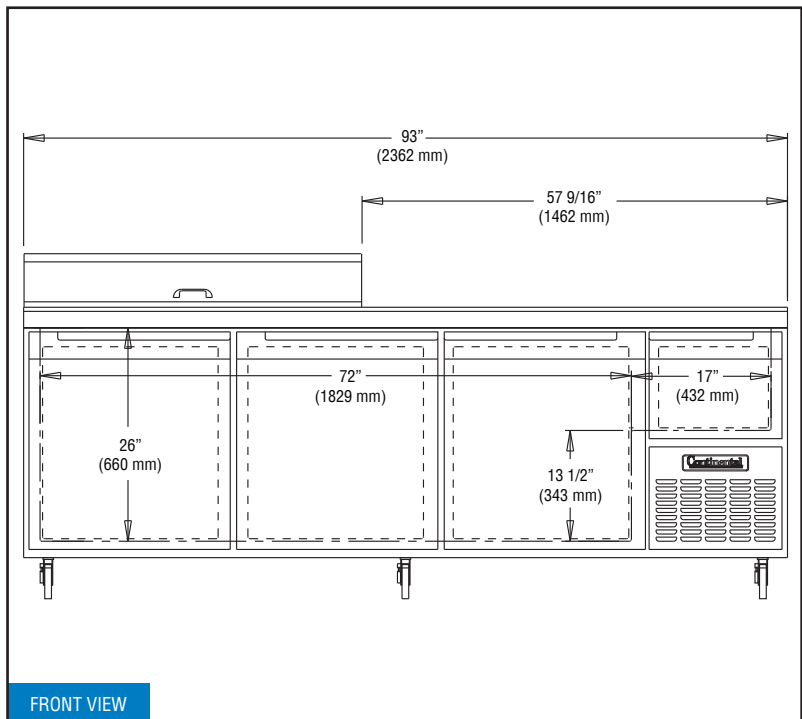 93”
(2362 mm)
57 9/16”
(1462 mm)
72”
(1829 mm)
17”
(432 mm)
26”
(660 mm)
13 1/2”
(343 mm)
Continental
FRONT VIEW